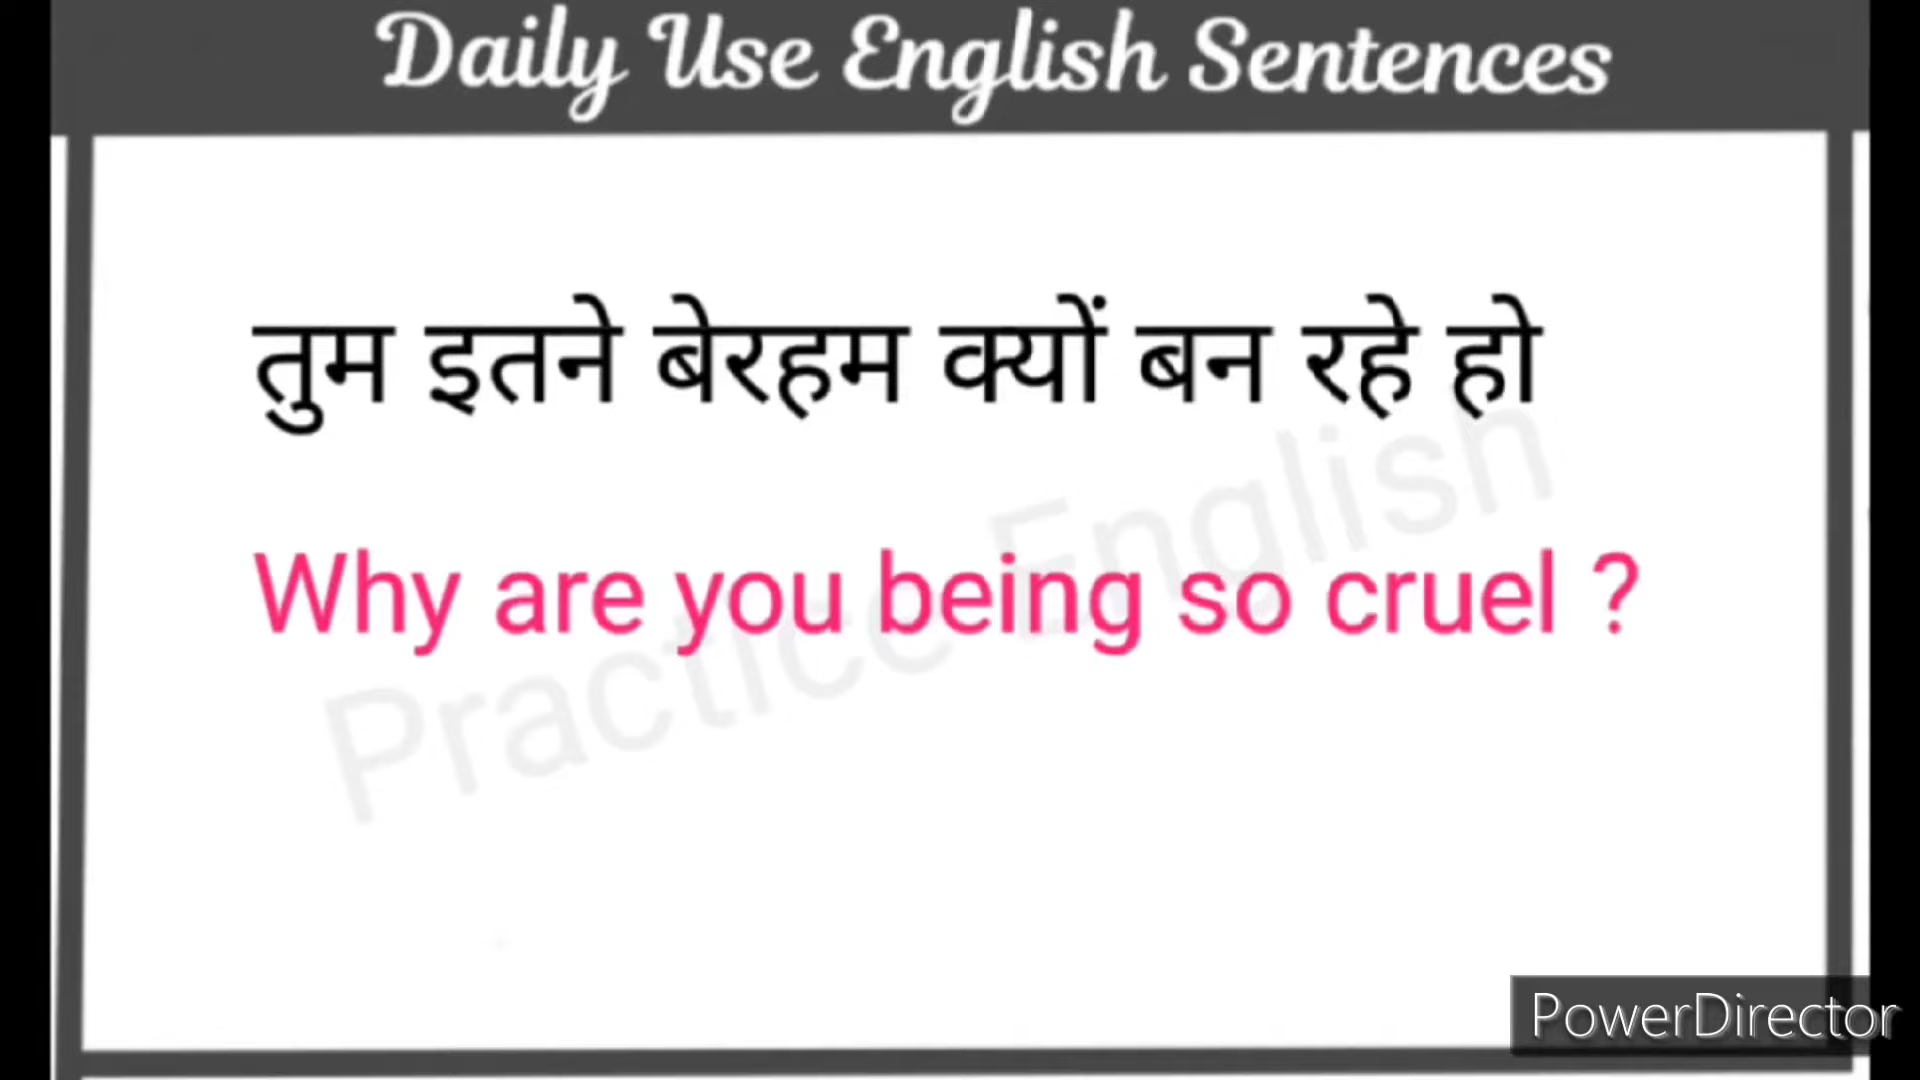 Daily Use English Sentences
तुम इतने बेरहम क्यों बन रहे हो
Why are you being so cruel ?
Practice English
PowerDirector